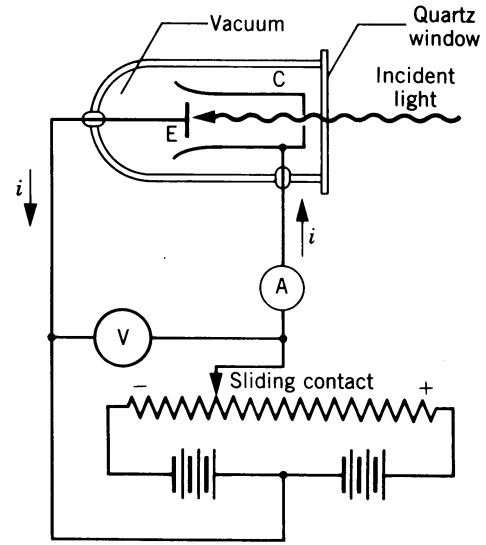 Vacuum
Quartz
window
C
Incident
light
E
i
i
A
V
Sliding contact
− +